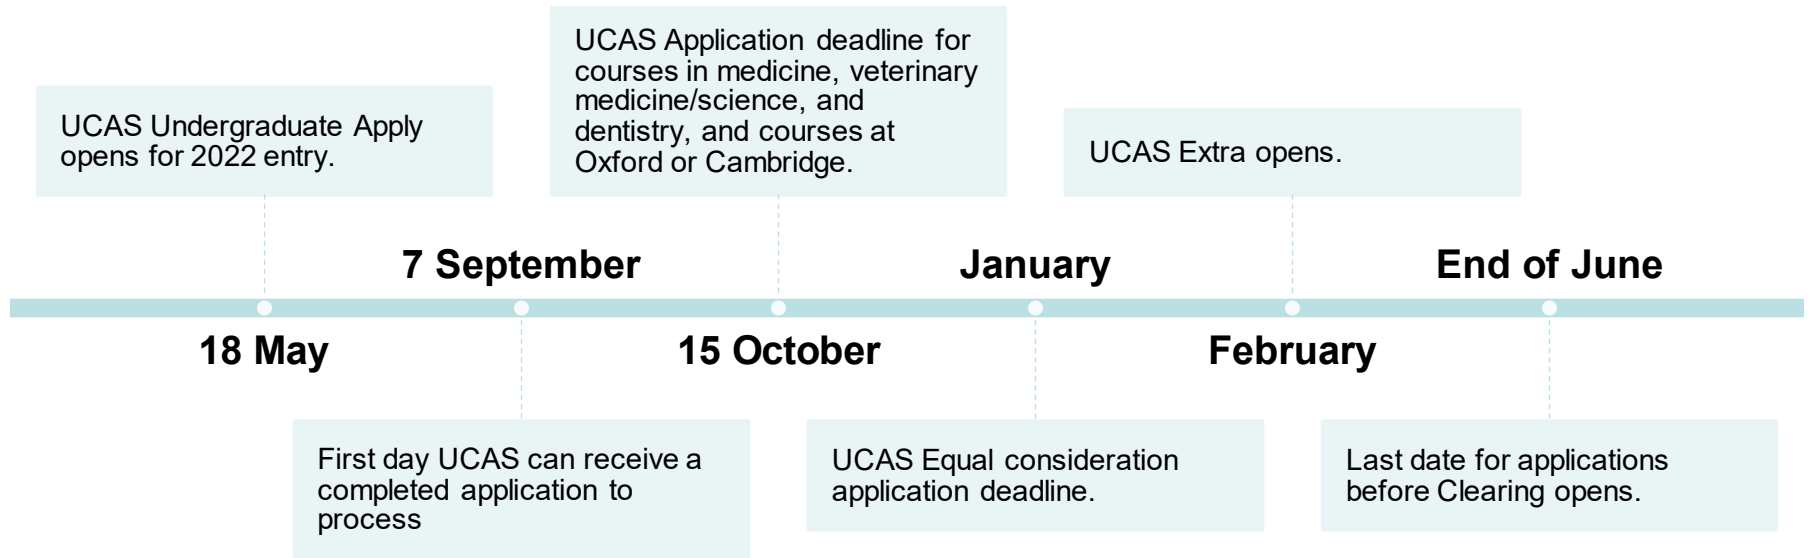 UCAS Undergraduate Apply
opens for 2022 entry.
18 May
7 September
First day UCAS can receive a
completed application to
process
UCAS Application deadline for
courses in medicine, veterinary
medicine/science, and
dentistry, and courses at
Oxford or Cambridge.
15 October
January
UCAS Equal consideration
application deadline.
UCAS Extra opens.
February
End of June
Last date for applications
before Clearing opens.